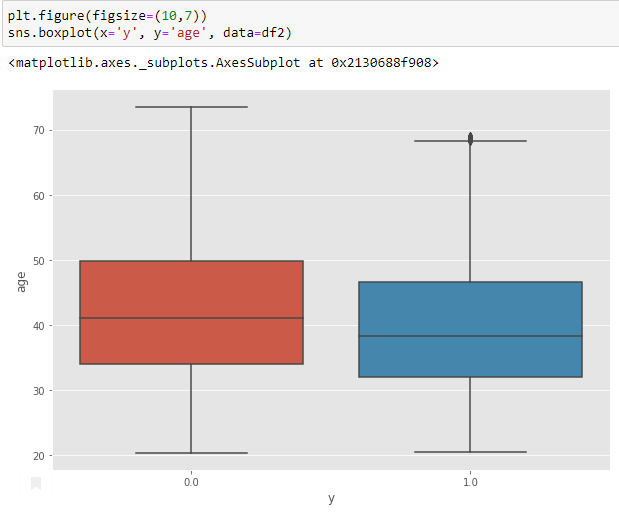 plt.figure(figsize=(10,7))
sns.boxplot(x='y', y='age', data=df2)
<matplotlib.axes._subplots.AxesSubplot at 0x2130688f908>
70
60
50
age
40
30
20
0.0 1.0
y